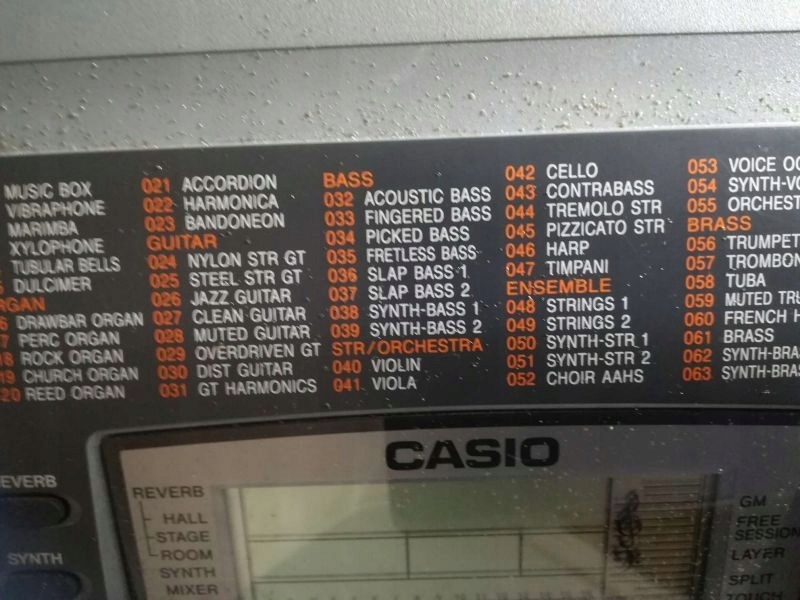 MUSIC BOX
VIBRAPHONE
MARIMBA
XYLOPHONE
TUBULAR BELLS
DULCIMER
DRAWBAR ORGAN
PERC ORGAN
ROCK ORGAN
CHURCH ORGAN
REED ORGAN
021 ACCORDION
022 HARMONICA
023 BANDONEON
GUITAR
024 NYLON STR GT
025 STEEL STR GT
026 JAZZ GUITAR
027 CLEAN GUITAR
028 MUTED GUITAR
029 OVERDRIVEN GT
030 DIST GUITAR
031 GT HARMONICS
BASS
032 ACOUSTIC BASS
033 FINGERED BASS
034 PICKED BASS
035 FRETLESS BASS
036 SLAP BASS 1
037 SLAP BASS 2
038 SYNTH-BASS 1
039 SYNTH-BASS 2
STR/ORCHESTRA
040 VIOLIN
041 VIOLA
042 CELLO
043 CONTRABASS
044 TREMOLO STR
045 PIZZICATO STR
046 HARP
047 TIMPANI
ENSEMBLE
048 STRINGS 1
049 STRINGS 2
050 SYNTH-STR 1
051 SYNTH-STR 2
052 CHOIR AAHS
053 VOICE
054
055
BRASS
056 TRUMPET
057
058 TUBA
059 MUTED
060 FRENCH
061 BRASS
062
063
CASIO
REVERB
HALL
STAGE
ROOM
SYNTH
MIXER
SYNTH
GM
FREE
SESSION
LAYER
SPLIT
TOUCH